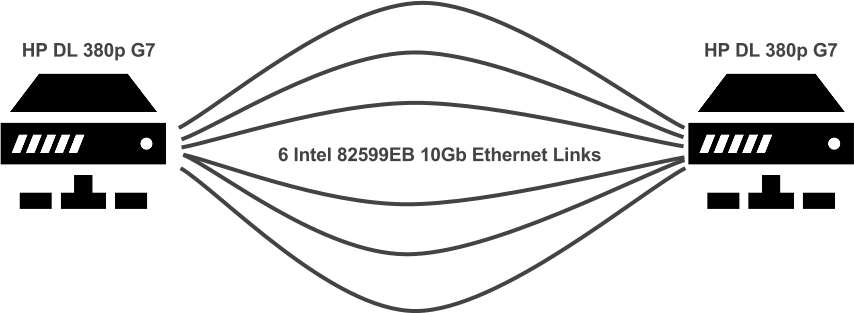 HP DL 380p G7
HP DL 380p G7
6 Intel 82599EB 10Gb Ethernet Links